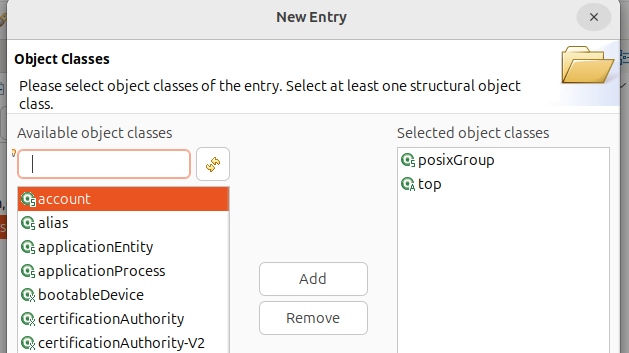 New Entry
Object Classes
Please select object classes of the entry. Select at least one structural object
class.
Available object classes
Selected object classes
account
alias
applicationEntity
applicationProcess
bootableDevice
certificationAuthority
certificationAuthority-V2
Add
Remove
posixGroup
top